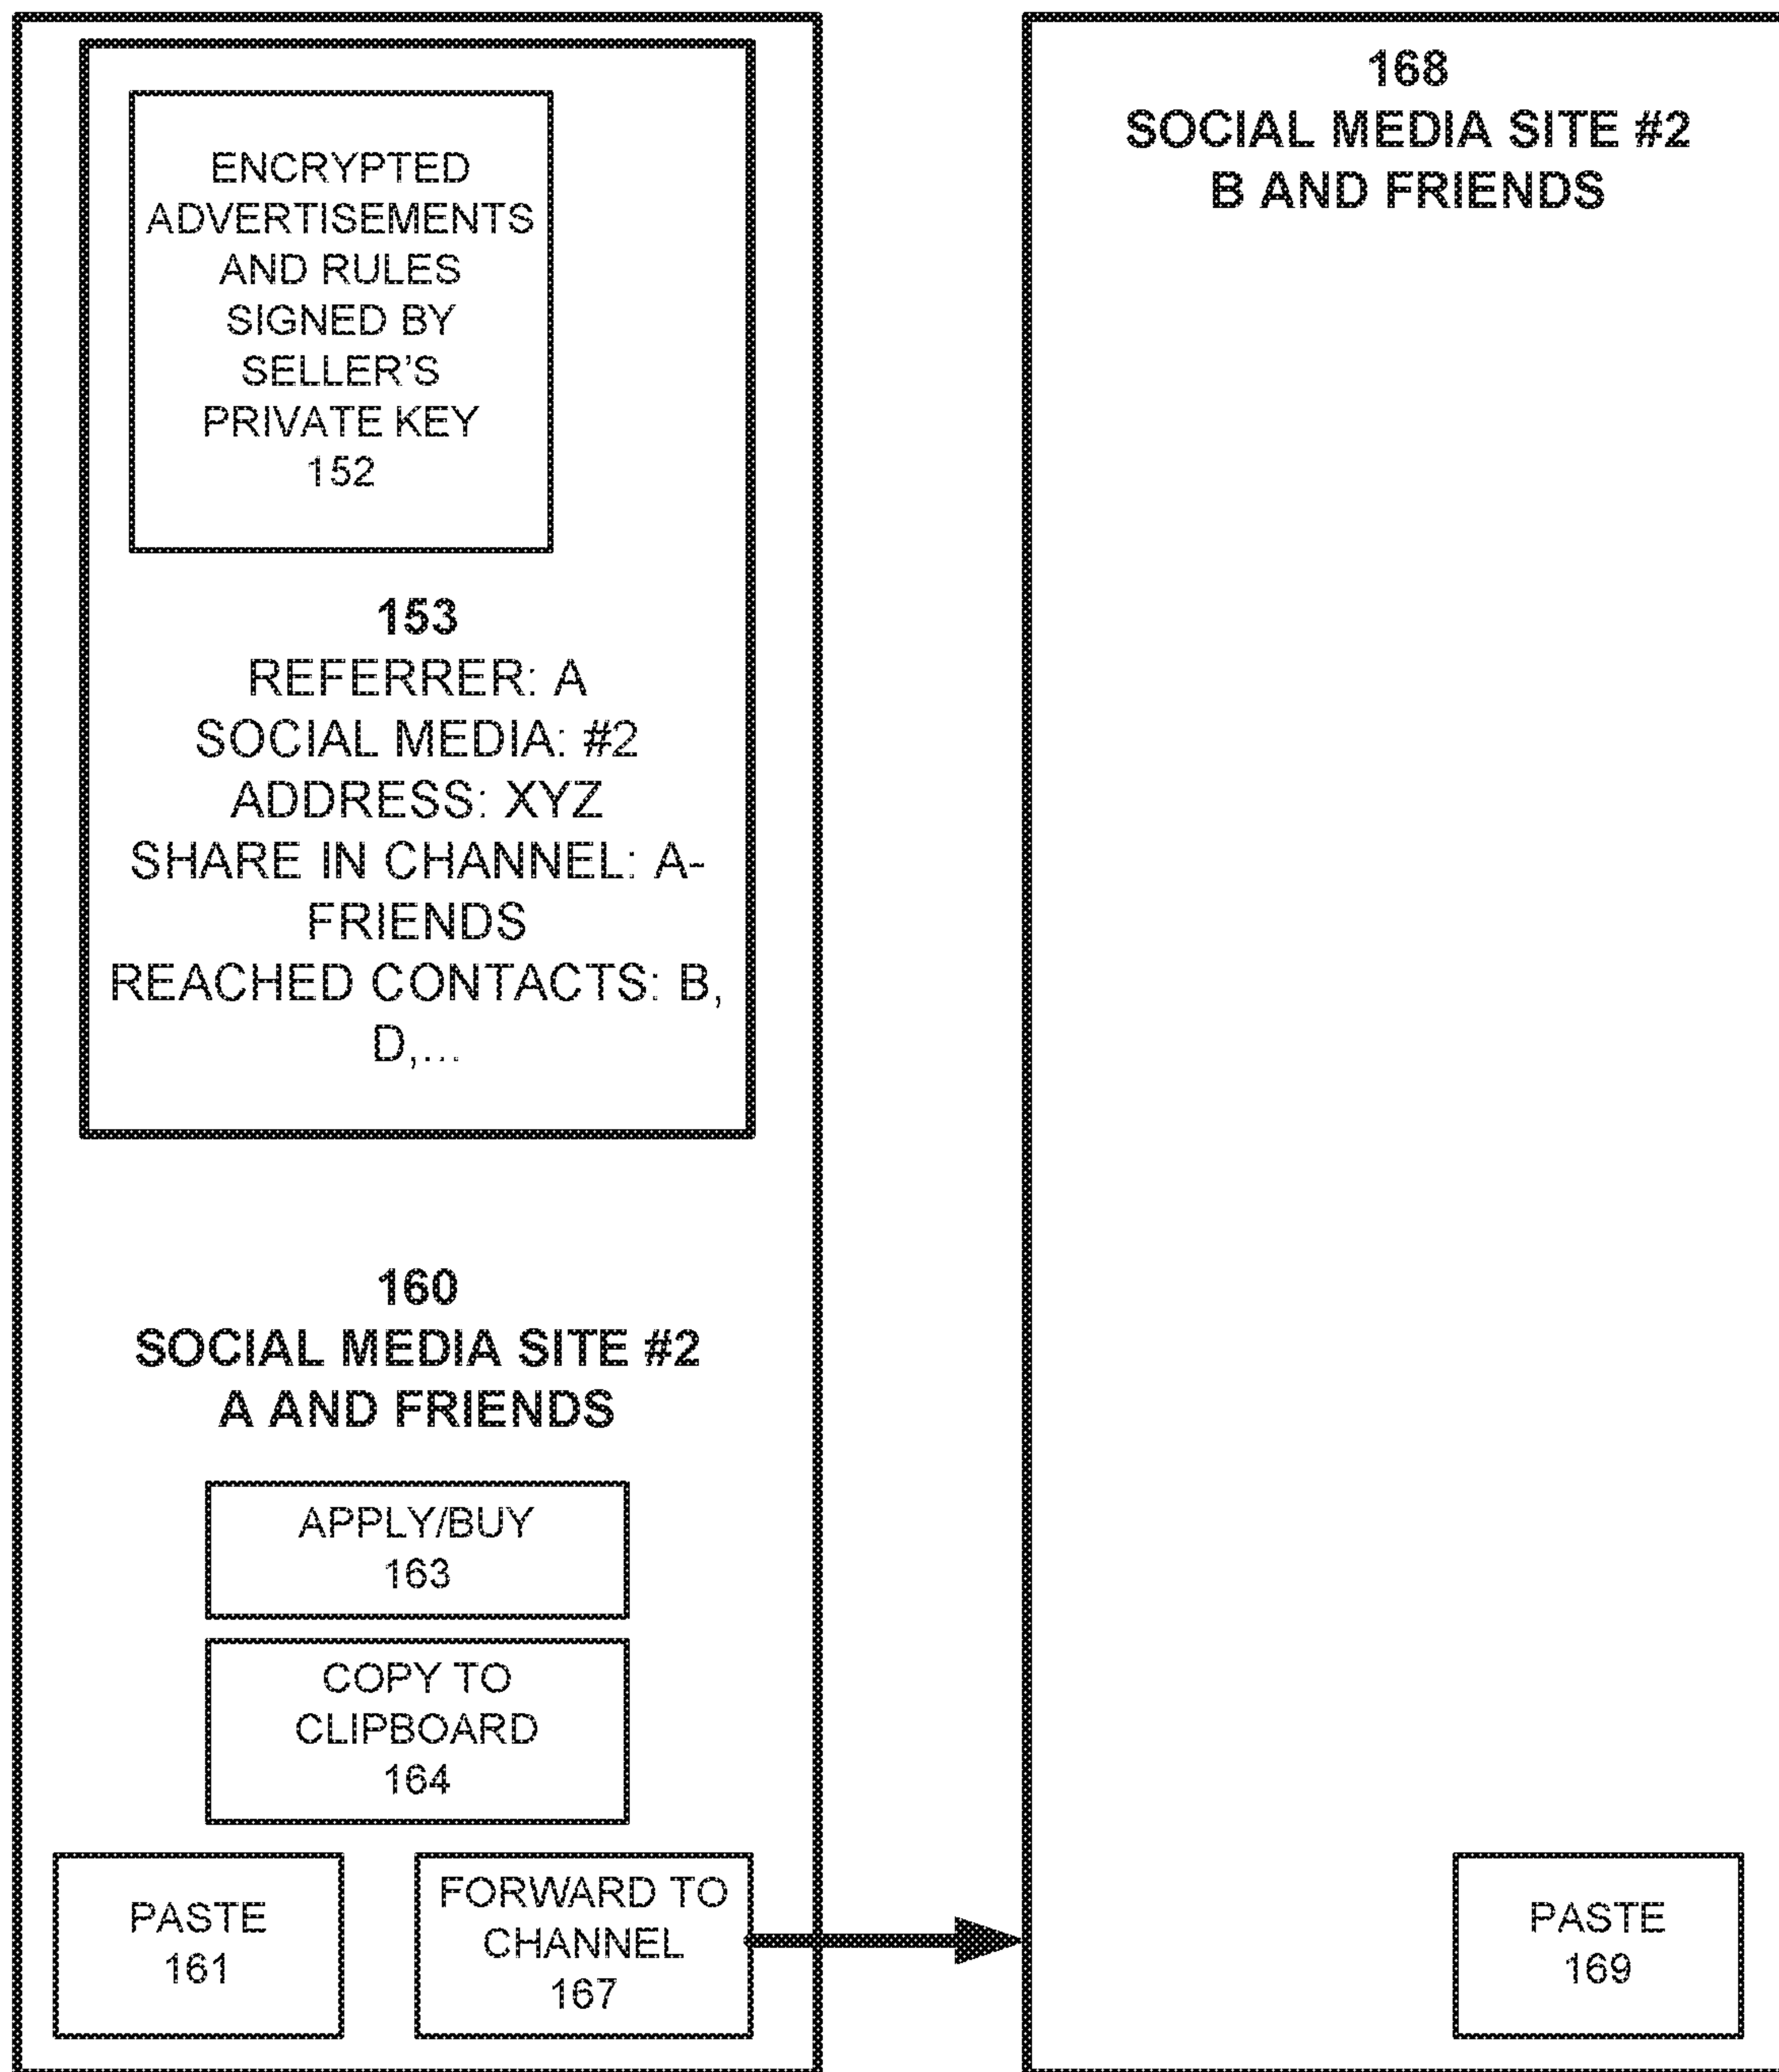 ENCRYPTED
ADVERTISEMENTS
AND RULES
SIGNED BY
SELLER'S
PRIVATE KEY
152
153
REFERRER: A
SOCIAL MEDIA: #2
ADDRESS: XYZ
SHARE IN CHANNEL: A-
FRIENDS
REACHED CONTACTS: B,
D,...
160
SOCIAL MEDIA SITE #2
A AND FRIENDS
APPLY/BUY
163
COPY TO
CLIPBOARD
164
PASTE
161
FORWARD TO
CHANNEL
167
168
SOCIAL MEDIA SITE #2
B AND FRIENDS
PASTE
169